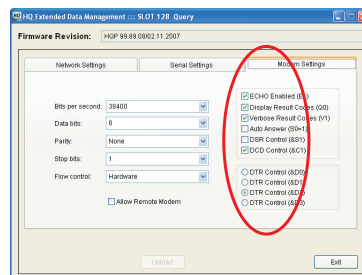 HQ Extended Data Management ::: SLOT 128 Query
Firmware Revision: HQP 99.99.08/02.11.2007
Network Settings Serial Settings Modem Settings
Bits per second: 38400
Data bits: 8
Parity: None
Stop bits: 1
Flow control: Hardware
Allow Remote Modem
ECHO Enabled (E1)
Display Result Codes (Q0)
Verbose Result Codes (V1)
Auto Answer (S0=1)
DSR Control (&S1)
DCD Control (&C1)
DTR Control (&D0)
DTR Control (&D1)
DTR Control (&D2)
DTR Control (&D3)
Upload Exit